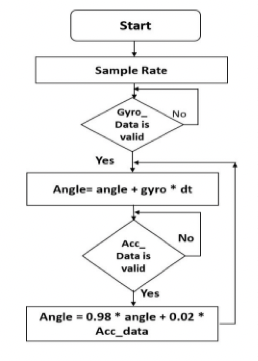 Start
Sample Rate
Gyro_
Data is
valid
No
Yes
Angle= angle + gyro * dt
Acc_
Data is
valid
No
Yes
Angle = 0.98 * angle + 0.02 *
Acc_data